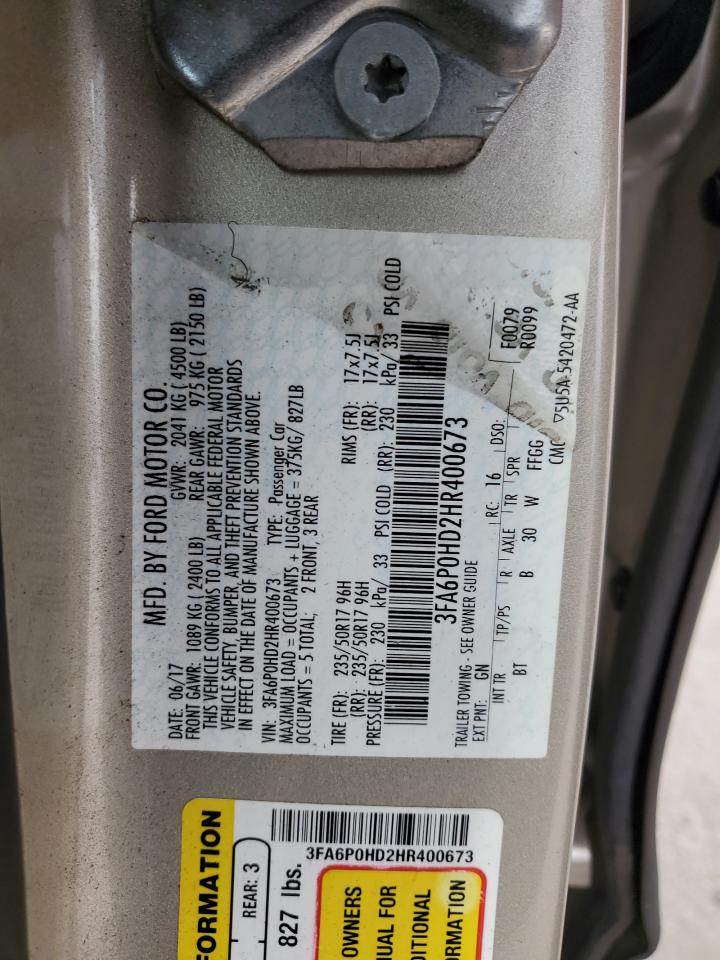 MFD. BY FORD MOTOR CO.
DATE: 06/17 GVWR: 2041 KG ( 4500 LB)
FRONT GAWR: 1089 KG ( 2400 LB) REAR GAWR: 975 KG ( 2150 LB)
THIS VEHICLE CONFORMS TO ALL APPLICABLE FEDERAL MOTOR
VEHICLE SAFETY, BUMPER, AND THEFT PREVENTION STANDARDS
IN EFFECT ON THE DATE OF MANUFACTURE SHOWN ABOVE.
VIN: 3FA6P0HD2HR400673 TYPE: Passenger Car
MAXIMUM LOAD = OCCUPANTS + LUGGAGE = 375KG/ 827LB
OCCUPANTS = 5 TOTAL; 2 FRONT, 3 REAR
TIRE (FR): 235/50R17 96H RIMS (FR): 17x7.5J
(RR): 235/50R17 96H (RR): 17x7.5J
PRESSURE (FR): 230 kPa/ 33 PSI COLD (RR): 230 kPa/ 33 PSI COLD
3FA6P0HD2HR400673
TRAILER TOWING - SEE OWNER GUIDE
EXT PNT: GN RC: 16 DSO: F0079
R0099
INT TR TP/PS R AXLE TR SPR
BT B 30 W FFGG
CMC ▽5U5A-5420472-AA
FORMATION
REAR: 3
827 lbs.
3FA6P0HD2HR400673
OWNERS
UAL FOR
DITIONAL
ORMATION